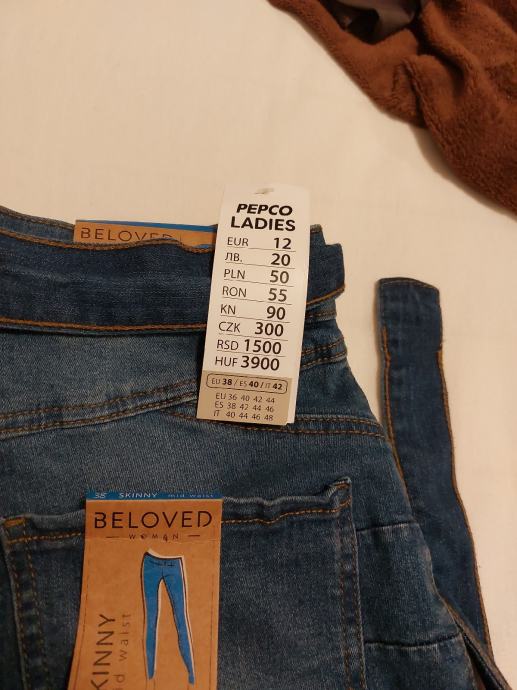 PEPCO
LADIES
EUR 12
ЛВ. 20
PLN 50
RON 55
KN 90
CZK 300
RSD 1500
HUF 3900
EU 38 / ES 40 / IT 42
EU 36 40 42 44
ES 38 42 44 46
IT 40 44 46 48
BELOVED
38 SKINNY mid waist
BELOVED
WOMAN
SKINNY
mid waist